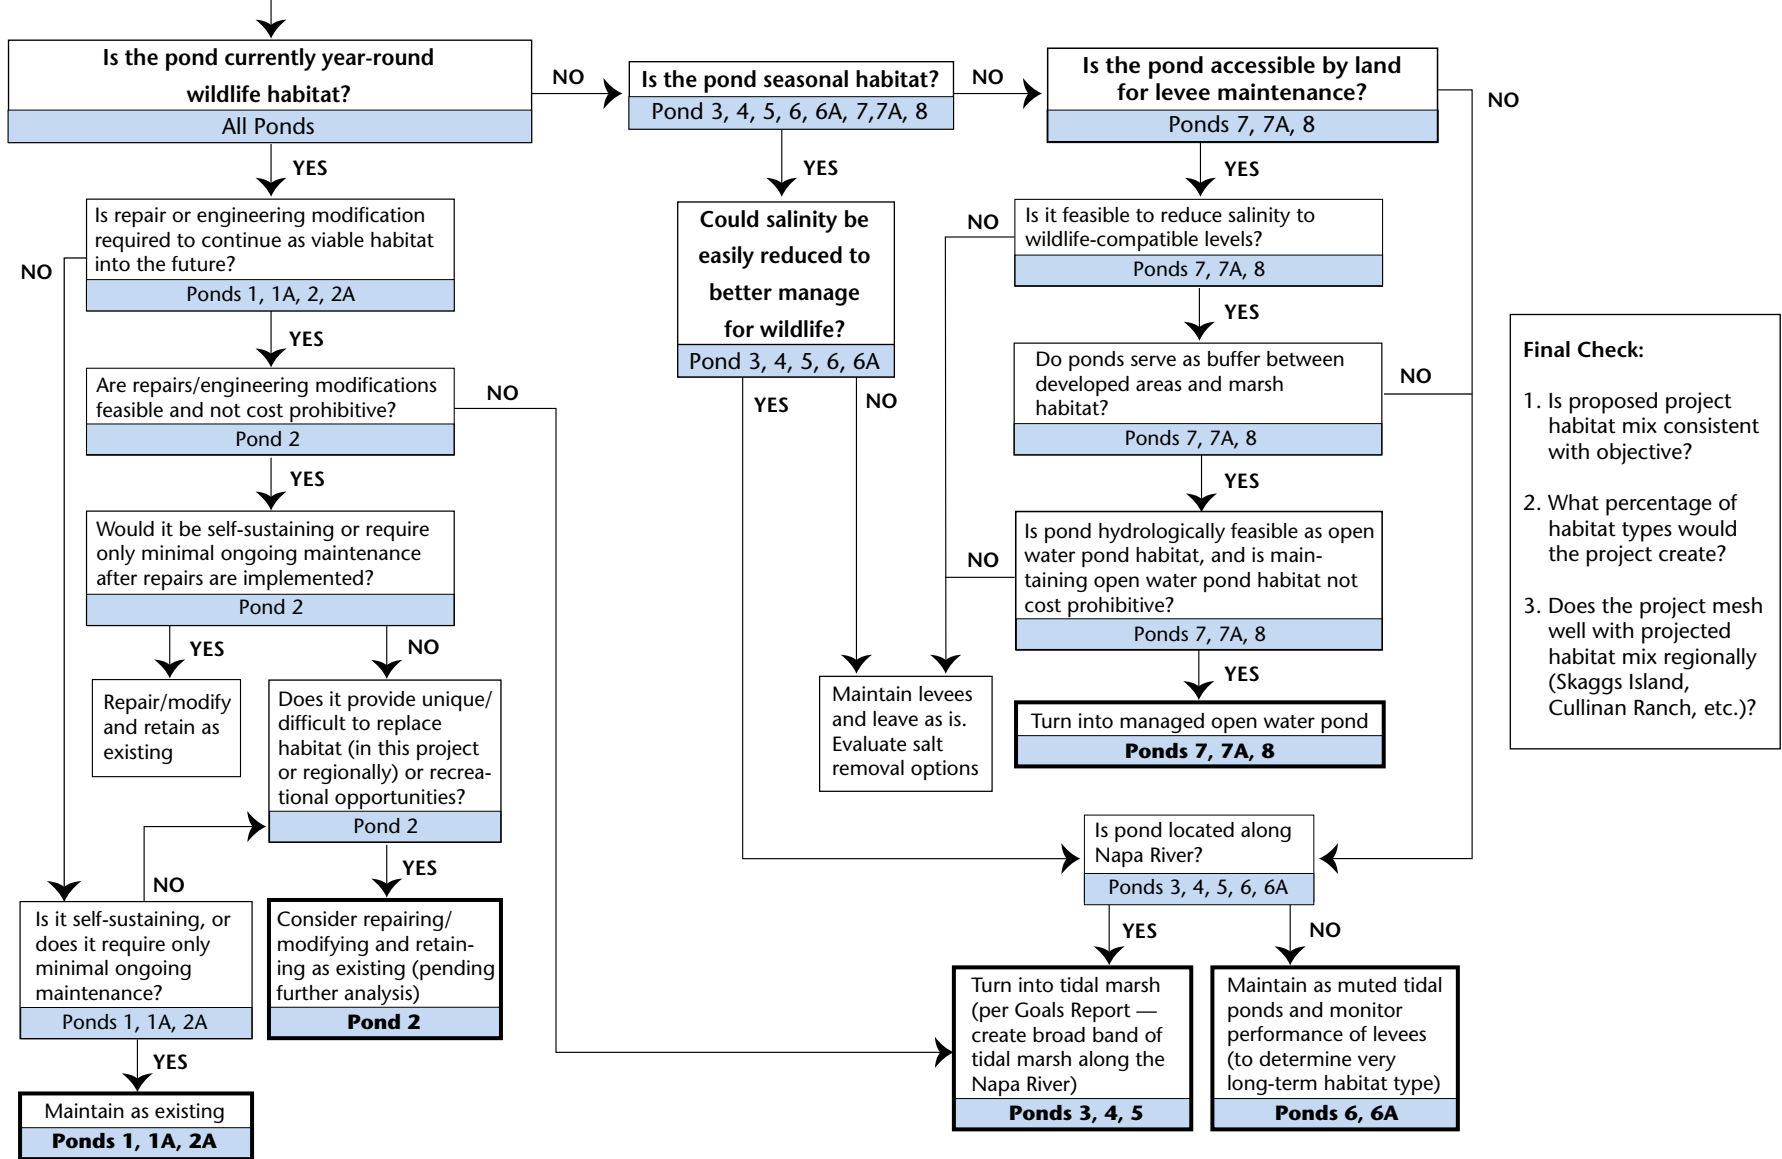 Is the pond currently year-round
wildlife habitat?
All Ponds
NO
Is the pond seasonal habitat?
Pond 3, 4, 5, 6, 6A, 7,7A, 8
NO
Is the pond accessible by land
for levee maintenance?
Ponds 7, 7A, 8
NO
YES
Is repair or engineering modification
required to continue as viable habitat
into the future?
Ponds 1, 1A, 2, 2A
NO
YES
Are repairs/engineering modifications
feasible and not cost prohibitive?
Pond 2
NO
YES
Would it be self-sustaining or require
only minimal ongoing maintenance
after repairs are implemented?
Pond 2
YES
NO
Repair/modify
and retain as
existing
Does it provide unique/
difficult to replace
habitat (in this project
or regionally) or recrea-
tional opportunities?
Pond 2
YES
NO
Is it self-sustaining, or
does it require only
minimal ongoing
maintenance?
Ponds 1, 1A, 2A
Consider repairing/
modifying and retain-
ing as existing (pending
further analysis)
Pond 2
YES
Maintain as existing
Ponds 1, 1A, 2A
YES
Could salinity be
easily reduced to
better manage
for wildlife?
Pond 3, 4, 5, 6, 6A
YES
NO
Maintain levees
and leave as is.
Evaluate salt
removal options
YES
Is it feasible to reduce salinity to
wildlife-compatible levels?
Ponds 7, 7A, 8
NO
YES
Do ponds serve as buffer between
developed areas and marsh
habitat?
Ponds 7, 7A, 8
NO
YES
Is pond hydrologically feasible as open
water pond habitat, and is main-
taining open water pond habitat not
cost prohibitive?
Ponds 7, 7A, 8
NO
YES
Turn into managed open water pond
Ponds 7, 7A, 8
Is pond located along
Napa River?
Ponds 3, 4, 5, 6, 6A
YES
NO
Turn into tidal marsh
(per Goals Report —
create broad band of
tidal marsh along the
Napa River)
Ponds 3, 4, 5
Maintain as muted tidal
ponds and monitor
performance of levees
(to determine very
long-term habitat type)
Ponds 6, 6A
Final Check:
1. Is proposed project
habitat mix consistent
with objective?
2. What percentage of
habitat types would
the project create?
3. Does the project mesh
well with projected
habitat mix regionally
(Skaggs Island,
Cullinan Ranch, etc.)?